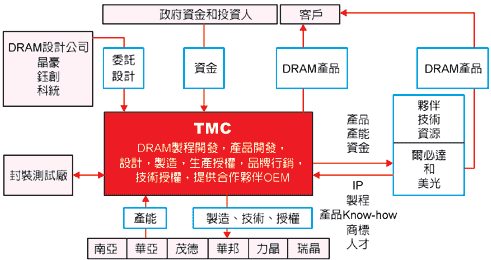 政府資金和投資人
客戶
DRAM設計公司
晶豪
鈺創
科統
委託
設計
資金
DRAM產品
DRAM產品
TMC
DRAM製程開發，產品開發，
設計，製造，生產授權，品牌行銷，
技術授權，提供合作夥伴OEM
產品
產能
資金
夥伴
技術
資源
爾必達
和
美光
封裝測試廠
IP
製程
產品Know-how
商標
人才
產能
製造、技術、授權
南亞
華亞
茂德
華邦
力晶
瑞晶